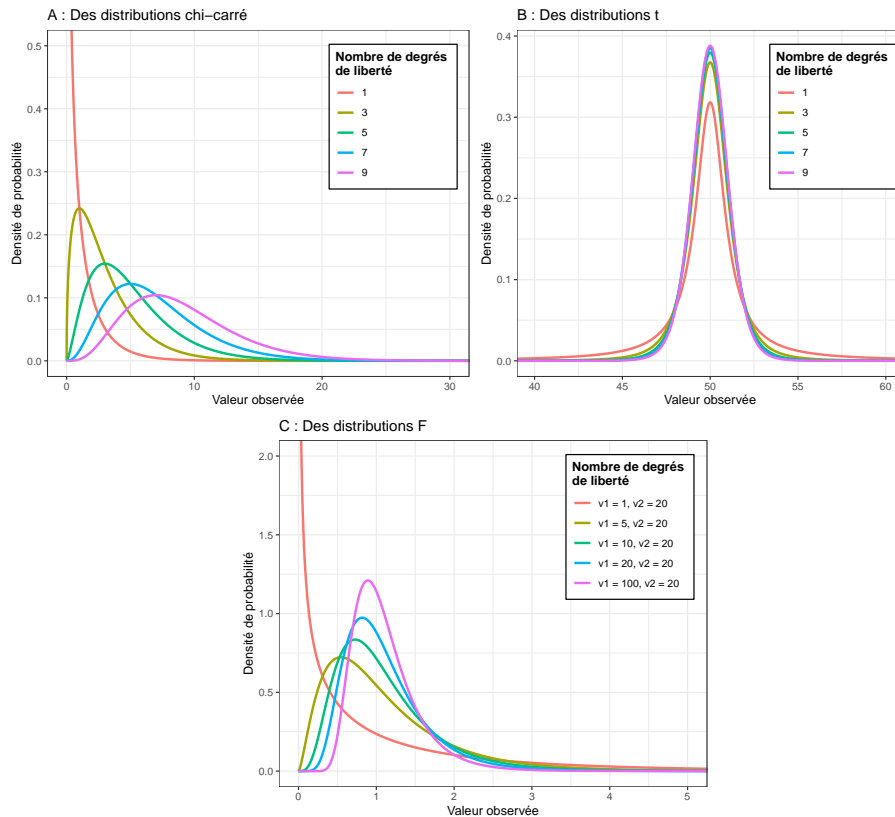 A : Des distributions chi−carré
Densité de probabilité
0.5
0.4
0.3
0.2
0.1
0.0
0 10 20 30
Valeur observée
Nombre de degrés
de liberté
1
3
5
7
9
B : Des distributions t
Densité de probabilité
0.4
0.3
0.2
0.1
0.0
40 45 50 55 60
Valeur observée
Nombre de degrés
de liberté
1
3
5
7
9
C : Des distributions F
Densité de probabilité
2.0
1.5
1.0
0.5
0.0
0 1 2 3 4 5
Valeur observée
Nombre de degrés
de liberté
v1 = 1, v2 = 20
v1 = 5, v2 = 20
v1 = 10, v2 = 20
v1 = 20, v2 = 20
v1 = 100, v2 = 20